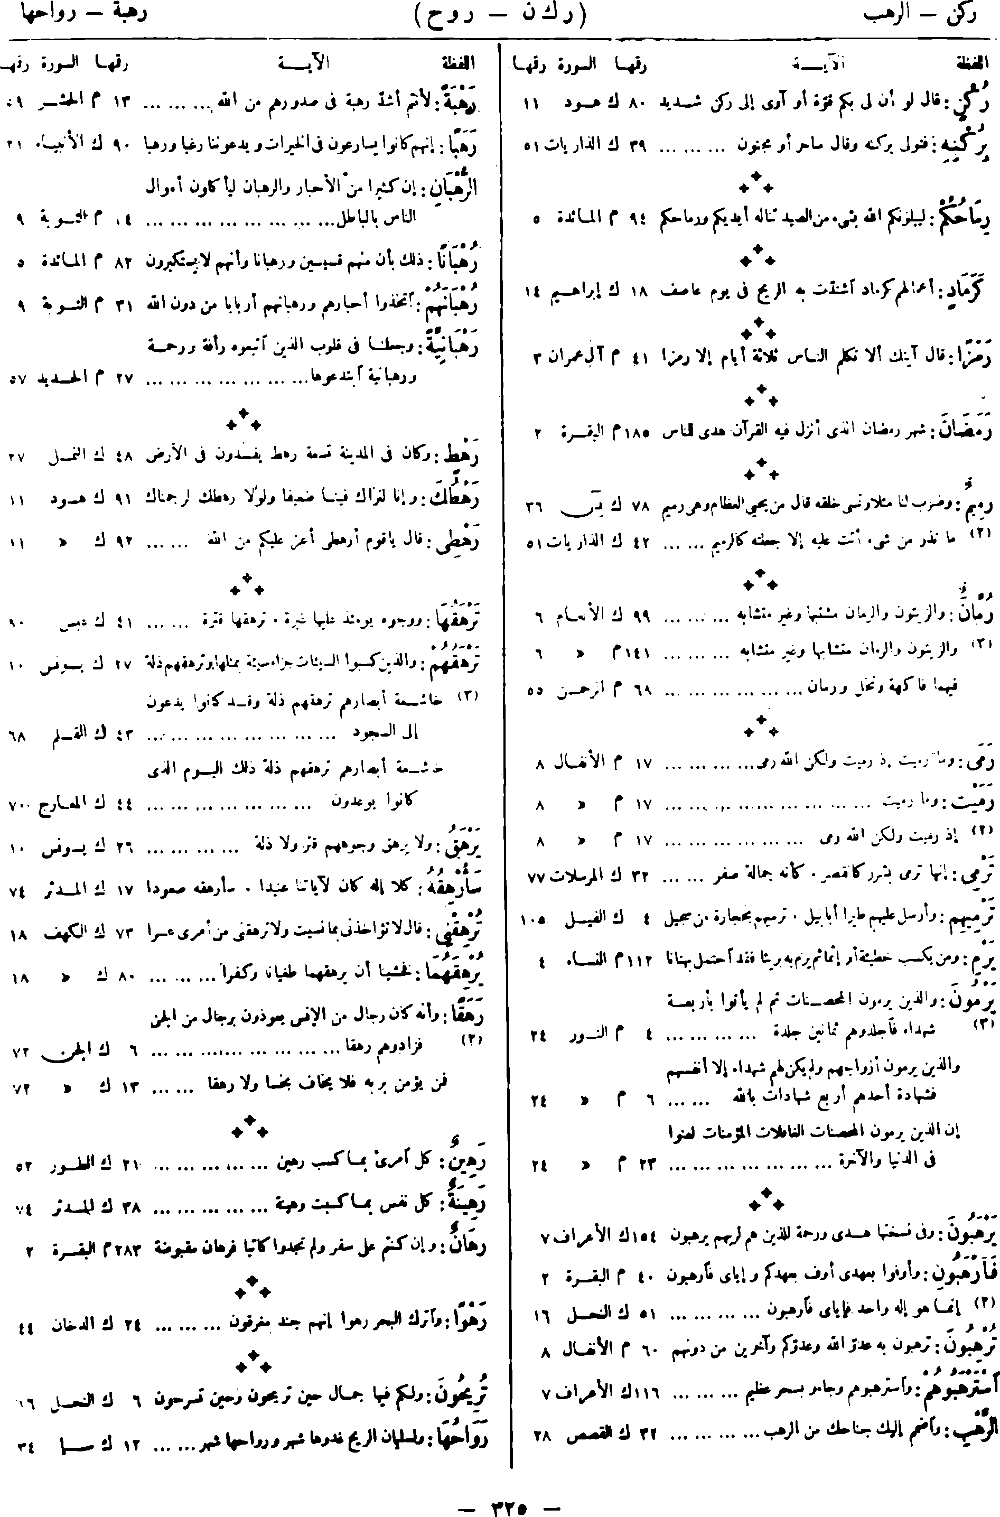 ركن – الرهب (ركن – روح) رهبة – رواحها
اللفظة الآيــة رقمها السورة رقمها
رُكْنٍ: قال لو أن لى بكم قوّة أو آوى إلى ركن شديد ٨٠ ك هود ١١
بِرُكْنِهِ: فتولى بركنه وقال ساحر أو مجنون ... ... ... ٣٩ ك الذاريات ٥١
رِمَاحُكُمْ: ليبلونكم الله بشىء من الصيد تناله أيديكم ورماحكم ٩٤ م المائدة ٥
كَرَمَادٍ: أعمالهم كرماد اشتدّت به الريح فى يوم عاصف ١٨ ك إبراهيم ١٤
رَمْزًا: قال آيتك ألا تكلم الناس ثلاثة أيام إلا رمزا ٤١ م آل عمران ٣
رَمَضَانَ: شهر رمضان الذى أنزل فيه القرآن هدى للناس ١٨٥ م البقرة ٢
رَمِيمٌ: وضرب لنا مثلا ونسى خلقه قال من يحيى العظام وهى رميم ٧٨ ك يس ٣٦
(٢) ما تذر من شىء أتت عليه إلا جعلته كالرميم ... ... ٤٢ ك الذاريات ٥١
رُمَّانَ: والزيتون والرمان مشتبها وغير متشابه ... ... ... ٩٩ ك الأنعام ٦
(٣) والزيتون والرمان متشابها وغير متشابه ... ... ... ١٤١ م » ٦
فيهما فاكهة ونخل ورمان ... ... ... ... ... ... ٦٨ م الرحمن ٥٥
رَمَى: وما رميت إذ رميت ولكن الله رمى... ... ... ... ١٧ م الأنفال ٨
رَمَيْتَ: وما رميت ... ... ... ... ... ... ... ... ١٧ م » ٨
(٢) إذ رميت ولكن الله رمى ... ... ... ... ... ... ١٧ م » ٨
تَرْمِى: إنها ترمى بشرر كالقصر. كأنه جمالة صفر ... ... ٣٢ ك المرسلات ٧٧
تَرْمِيهِم: وأرسل عليهم طيرا أبابيل. ترميهم بحجارة من سجيل ٤ ك الفيل ١٠٥
يَرْمِ: ومن يكسب خطيئة أو إثما ثم يرم به بريئا فقد احتمل بهتانا ١١٢ م النساء ٤
يَرْمُونَ: والذين يرمون المحصنات ثم لم يأتوا بأربعة
(٣) شهداء فاجلدوهم ثمانين جلدة ... ... ... ... ٤ م النور ٢٤
والذين يرمون أزواجهم ولم يكن لهم شهداء إلا أنفسهم
فشهادة أحدهم أربع شهادات بالله ... ... ٦ م » ٢٤
إن الذين يرمون المحصنات الغافلات المؤمنات لعنوا
فى الدنيا والآخرة ... ... ... ... ... ... ... ٢٣ م » ٢٤
يَرْهَبُونَ: وفى نسختها هدى ورحمة للذين هم لربهم يرهبون ١٥٤ ك الأعراف ٧
فَارْهَبُونِ: وأوفوا بعهدى أوف بعهدكم وإياى فارهبون ٤٠ م البقرة ٢
(٢) إنما هو إله واحد فإياى فارهبون ... ... ... ... ٥١ ك النحل ١٦
تُرْهِبُونَ: ترهبون به عدوّ الله وعدوّكم وآخرين من دونهم ٦٠ م الأنفال ٨
اسْتَرْهَبُوهُمْ: واسترهبوهم وجاءو بسحر عظيم ... ... ... ١١٦ ك الأعراف ٧
الرَّهْبِ: واضمم إليك جناحك من الرهب ... ... ... ... ٣٢ ك القصص ٢٨
اللفظة الآيــة رقمها السورة رقمها
رَهْبَةً: لأنتم أشدّ رهبة فى صدورهم من الله ... ... ... ١٣ م الحشر ٥٩
رَهَبًا: إنهم كانوا يسارعون فى الخيرات ويدعوننا رغبا ورهبا ٩٠ ك الأنبياء ٢١
الرُّهْبَانِ: إن كثيرا من الأحبار والرهبان ليأكلون أموال
الناس بالباطل ... ... ... ... ... ... ... ... ٣٤ م التوبة ٩
رُهْبَانًا: ذلك بأن منهم قسيسين ورهبانا وأنهم لا يستكبرون ٨٢ م المائدة ٥
رُهْبَانَهُمْ: اتخذوا أحبارهم ورهبانهم أربابا من دون الله ٣١ م التوبة ٩
رَهْبَانِيَّةً: وجعلنا فى قلوب الذين اتبعوه رأفة ورحمة
ورهبانية ابتدعوها... ... ... ... ... ... ... ٢٧ م الحديد ٥٧
رَهْطٍ: وكان فى المدينة تسعة رهط يفسدون فى الأرض ٤٨ ك النمل ٢٧
رَهْطُكَ: وإنا لنراك فينا ضعيفا ولولا رهطك لرجمناك ٩١ ك هود ١١
رَهْطِى: قال ياقوم أرهطى أعز عليكم من الله ... ... ٩٢ ك » ١١
تَرْهَقُهَا: ووجوه يومئذ عليها غبرة. ترهقها قترة ... ... ٤١ ك عبس ٨٠
تَرْهَقُهُمْ: والذين كسبوا السيئات جزاء سيئة بمثلها وترهقهم ذلة ٢٧ ك يونس ١٠
(٣) خاشعة أبصارهم ترهقهم ذلة وقد كانوا يدعون
إلى السجود ... ... ... ... ... ... ... ... ٤٣ ك القلم ٦٨
خاشعة أبصارهم ترهقهم ذلة ذلك اليوم الذى
كانوا يوعدون ... ... ... ... ... ... ... ٤٤ ك المعارج ٧٠
يَرْهَقُ: ولا يرهق وجوههم قتر ولا ذلة ... ... ... ... ٢٦ ك يونس ١٠
سَأُرْهِقُهُ: كلا إنه كان لآياتنا عنيدا. سأرهقه صعودا ١٧ ك المدثر ٧٤
تُرْهِقْنِى: قال لا تؤاخذنى بما نسيت ولا ترهقنى من أمرى عسرا ٧٣ ك الكهف ١٨
يُرْهِقَهُمَا: فخشينا أن يرهقهما طغيانا وكفرا ... ... ... ٨٠ ك » ١٨
رَهَقًا: وأنه كان رجال من الإنس يعوذون برجال من الجن
(٢) فزادوهم رهقا ... ... ... ... ... ... ... ٦ ك الجن ٧٢
فمن يؤمن بربه فلا يخاف بخسا ولا رهقا ... ... ١٣ ك » ٧٢
رَهِينٌ: كل امرئ بما كسب رهين ... ... ... ... ... ٢١ ك الطور ٥٢
رَهِينَةٌ: كل نفس بما كسبت رهينة ... ... ... ... ... ٣٨ ك المدثر ٧٤
رِهَانٌ: وإن كنتم على سفر ولم تجدوا كاتبا فرهان مقبوضة ٢٨٣ م البقرة ٢
رَهْوًا: واترك البحر رهوا إنهم جند مغرقون ... ... ... ٢٤ ك الدخان ٤٤
تُرِيحُونَ: ولكم فيها جمال حين تريحون وحين تسرحون ٦ ك النحل ١٦
رَوَاحُهَا: ولسليمان الريح غدوها شهر ورواحها شهر ... ... ١٢ ك سبأ ٣٤
– ٣٢٥ –